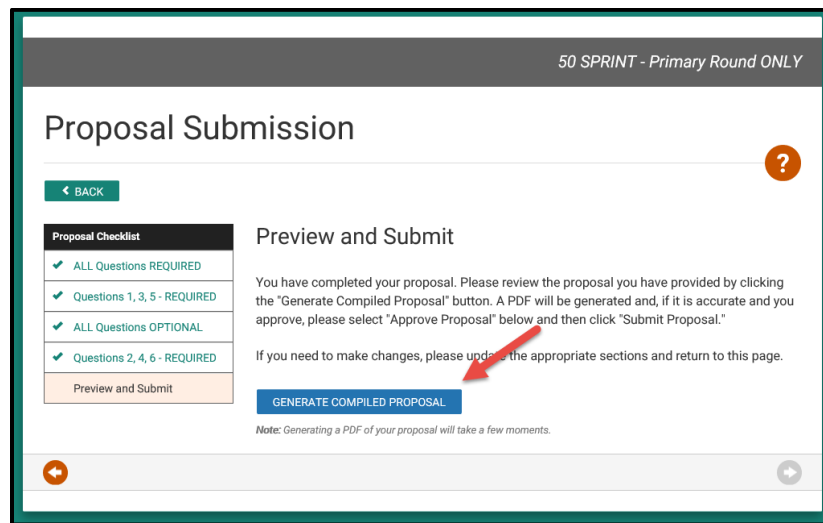 50 SPRINT - Primary Round ONLY
Proposal Submission
?
BACK
Proposal Checklist
ALL Questions REQUIRED
Questions 1, 3, 5 - REQUIRED
ALL Questions OPTIONAL
Questions 2, 4, 6 - REQUIRED
Preview and Submit
Preview and Submit
You have completed your proposal. Please review the proposal you have provided by clicking
the "Generate Compiled Proposal" button. A PDF will be generated and, if it is accurate and you
approve, please select "Approve Proposal" below and then click "Submit Proposal."
If you need to make changes, please update the appropriate sections and return to this page.
GENERATE COMPILED PROPOSAL
Note: Generating a PDF of your proposal will take a few moments.